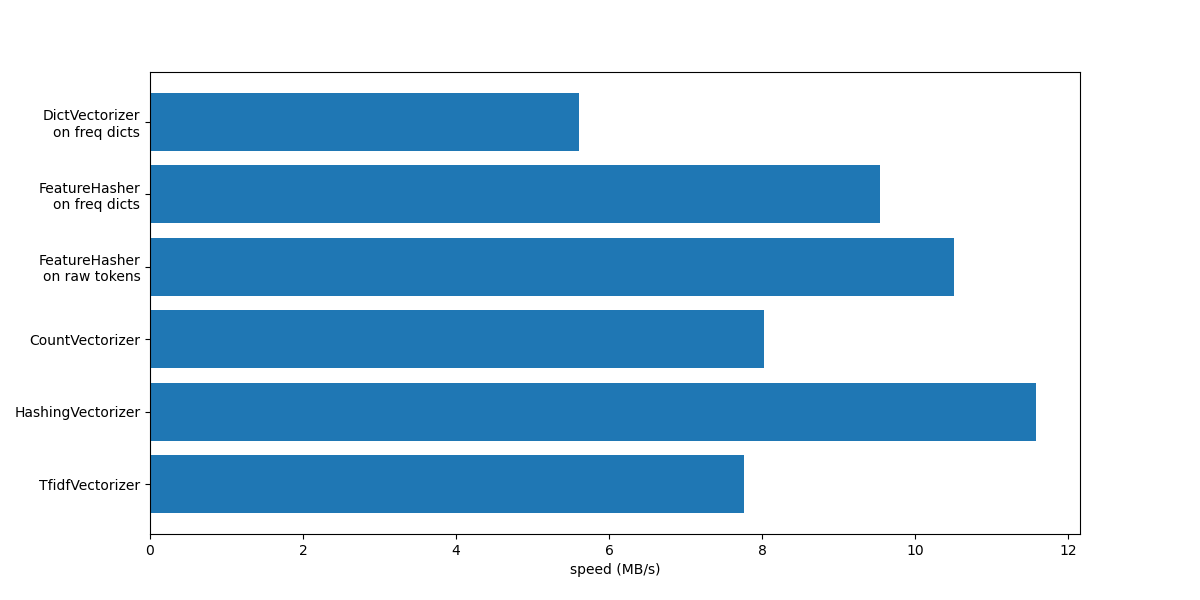 DictVectorizer
on freq dicts
FeatureHasher
on freq dicts
FeatureHasher
on raw tokens
CountVectorizer
HashingVectorizer
TfidfVectorizer
0 2 4 6 8 10 12
speed (MB/s)